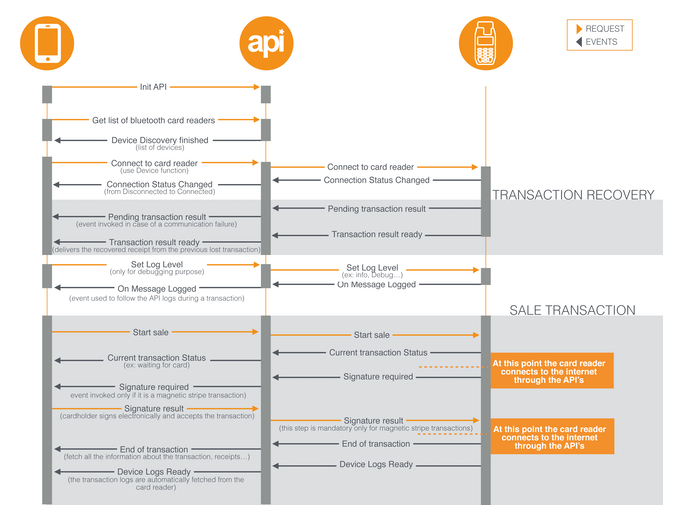 api
REQUEST
EVENTS
Init API
Get list of bluetooth card readers
Device Discovery finished
(list of devices)
Connect to card reader
(use Device function)
Connect to card reader
Connection Status Changed
(from Disconnected to Connected)
Connection Status Changed
TRANSACTION RECOVERY
Pending transaction result
(event invoked in case of a communication failure)
Pending transaction result
Transaction result ready
(delivers the recovered receipt from the previous lost transaction)
Transaction result ready
Set Log Level
(only for debugging purpose)
Set Log Level
(ex: info, Debug…)
On Message Logged
(event used to follow the API logs during a transaction)
On Message Logged
SALE TRANSACTION
Start sale
Start sale
Current transaction Status
(ex: waiting for card)
Current transaction Status
At this point the card reader
connects to the internet
through the API's
Signature required
event invoked only if it is a magnetic stripe transaction)
Signature required
Signature result
(cardholder signs electronically and accepts the transaction)
Signature result
(this step is mandatory only for magnetic stripe transactions)
At this point the card reader
connects to the internet
through the API's
End of transaction
(fetch all the information about the transaction, receipts…)
End of transaction
Device Logs Ready
(the transaction logs are automatically fetched from the
card reader)
Device Logs Ready